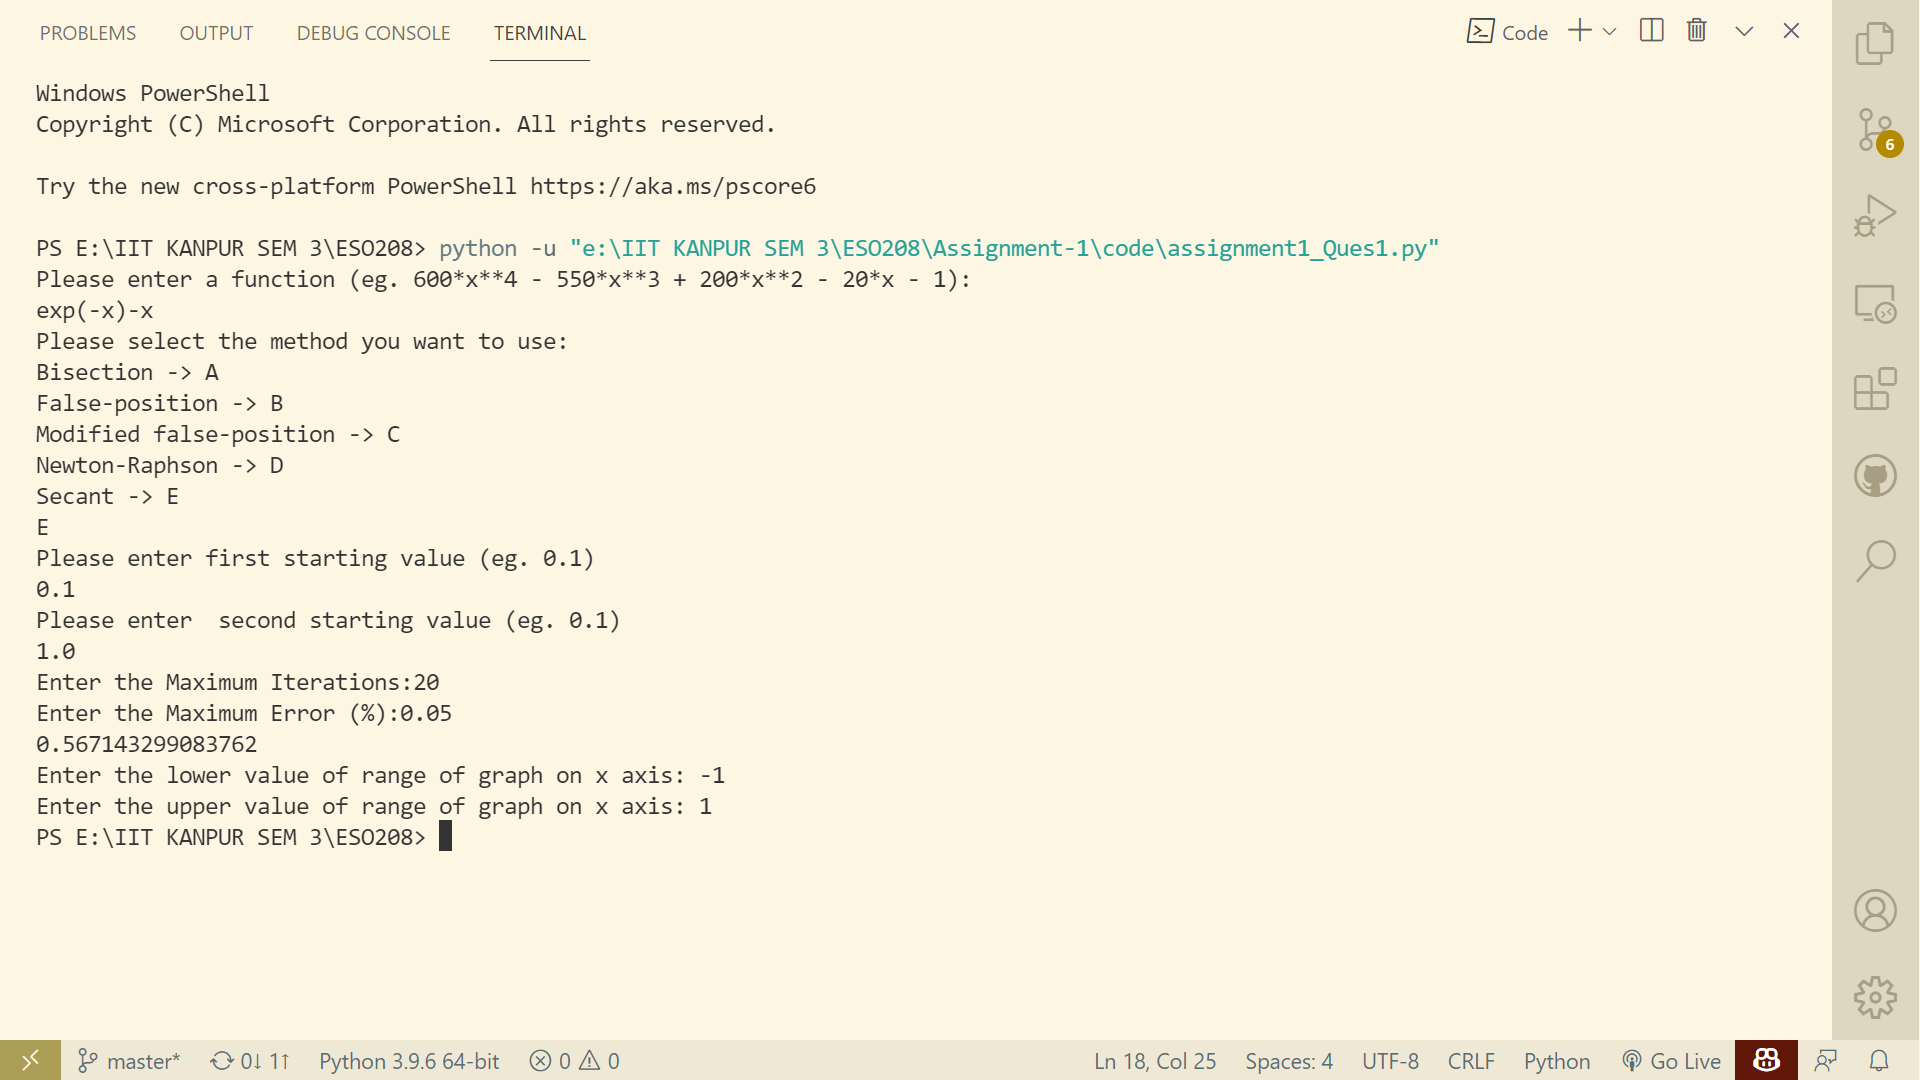 PROBLEMS OUTPUT DEBUG CONSOLE TERMINAL Code
Windows PowerShell
Copyright (C) Microsoft Corporation. All rights reserved.
Try the new cross-platform PowerShell https://aka.ms/pscore6
PS E:\IIT KANPUR SEM 3\ESO208> python -u "e:\IIT KANPUR SEM 3\ESO208\Assignment-1\code\assignment1_Ques1.py"
Please enter a function (eg. 600*x**4 - 550*x**3 + 200*x**2 - 20*x - 1):
exp(-x)-x
Please select the method you want to use:
Bisection -> A
False-position -> B
Modified false-position -> C
Newton-Raphson -> D
Secant -> E
E
Please enter first starting value (eg. 0.1)
0.1
Please enter  second starting value (eg. 0.1)
1.0
Enter the Maximum Iterations:20
Enter the Maximum Error (%):0.05
0.567143299083762
Enter the lower value of range of graph on x axis: -1
Enter the upper value of range of graph on x axis: 1
PS E:\IIT KANPUR SEM 3\ESO208>
6
master* 0↓ 1↑ Python 3.9.6 64-bit 0 0 Ln 18, Col 25 Spaces: 4 UTF-8 CRLF Python Go Live